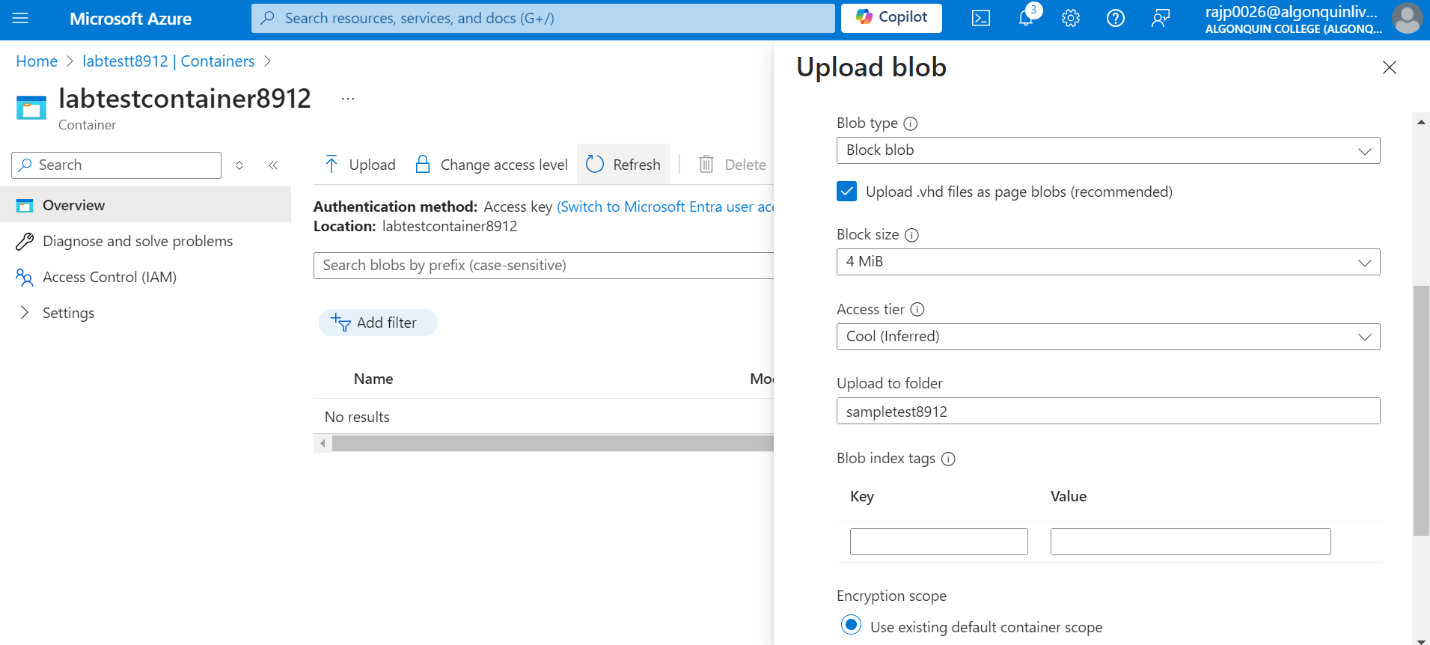 Microsoft Azure
Search resources, services, and docs (G+/)
Copilot
3
rajp0026@algonquinliv...
ALGONQUIN COLLEGE (ALGONQ...
Home > labtestt8912 | Containers >
labtestcontainer8912 ...
Container
Search
Overview
Diagnose and solve problems
Access Control (IAM)
Settings
Upload
Change access level
Refresh
Delete
Authentication method: Access key (Switch to Microsoft Entra user acc
Location: labtestcontainer8912
Search blobs by prefix (case-sensitive)
Add filter
Name
No results
Upload blob
Blob type
Block blob
Upload .vhd files as page blobs (recommended)
Block size
4 MiB
Access tier
Cool (Inferred)
Upload to folder
sampletest8912
Blob index tags
Key Value
Encryption scope
Use existing default container scope